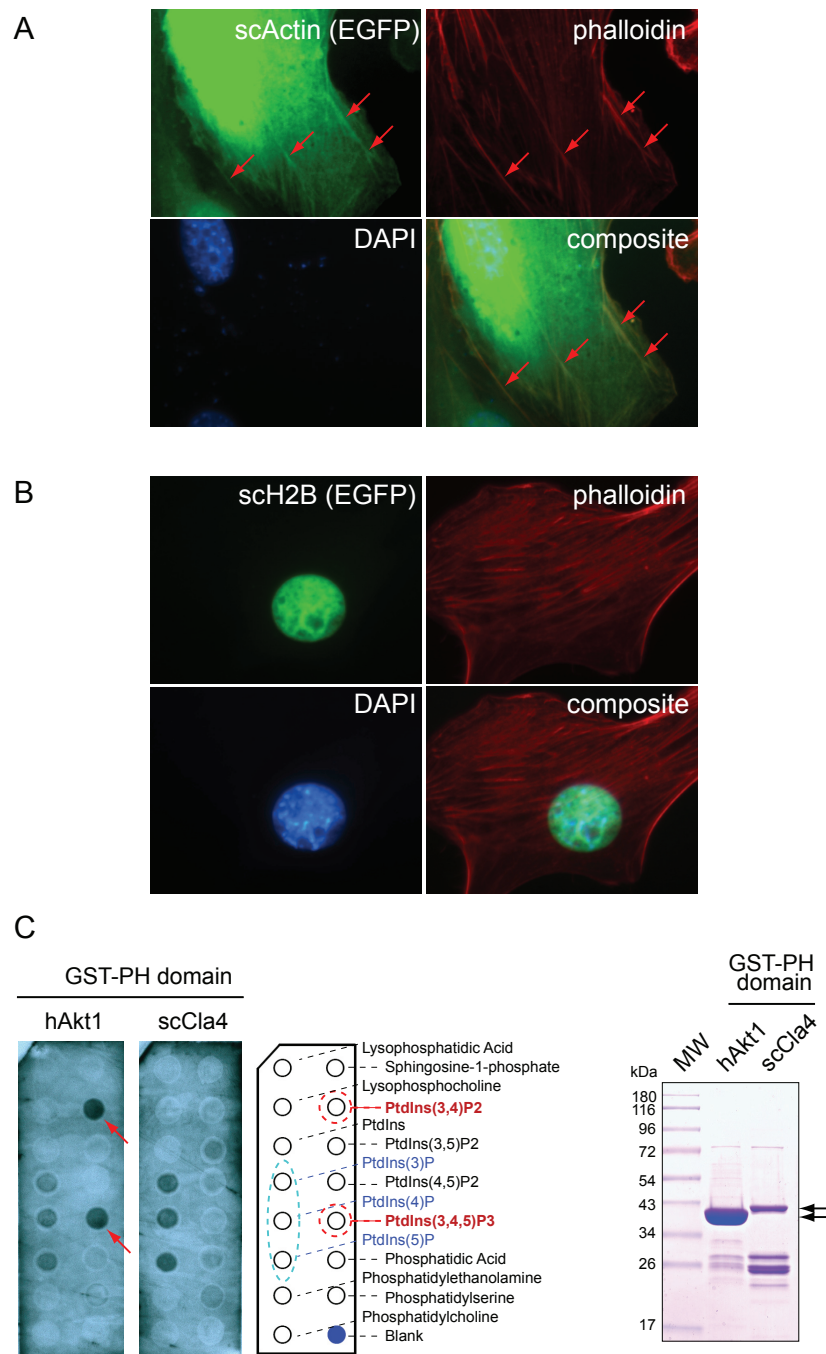 A
scActin (EGFP)
phalloidin
DAPI
composite
B
scH2B (EGFP)
phalloidin
DAPI
composite
C
GST-PH domain
hAkt1
scCla4
Lysophosphatidic Acid
Sphingosine-1-phosphate
Lysophosphocholine
PtdIns(3,4)P2
PtdIns
PtdIns(3,5)P2
PtdIns(3)P
PtdIns(4,5)P2
PtdIns(4)P
PtdIns(3,4,5)P3
PtdIns(5)P
Phosphatidic Acid
Phosphatidylethanolamine
Phosphatidylserine
Phosphatidylcholine
Blank
GST-PH
domain
MW
hAkt1
scCla4
kDa
180
116
96
72
54
43
34
26
17